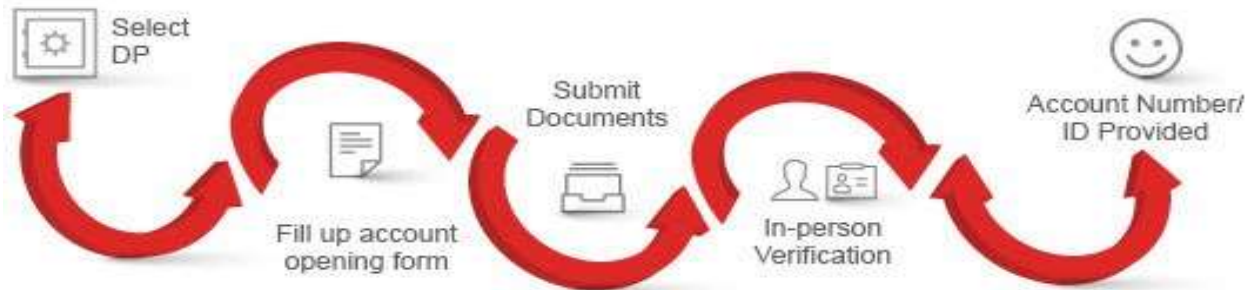 Select
DP
Fill up account
opening form
Submit
Documents
In-person
Verification
Account Number/
ID Provided